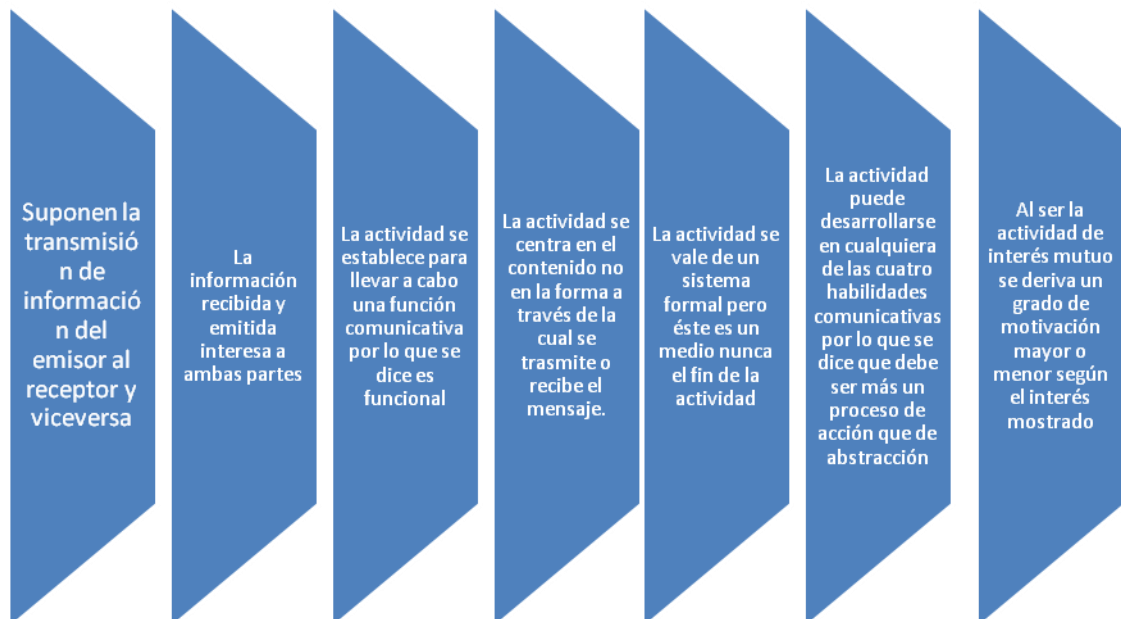 Suponen la
transmisió
n de
informació
n del
emisor al
receptor y
viceversa
La
información
recibida y
emitida
interesa a
ambas partes
La actividad se
establece para
llevar a cabo
una función
comunicativa
por lo que se
dice es
funcional
La actividad se
centra en el
contenido no
en la forma a
través de la
cual se
trasmite o
recibe el
mensaje.
La actividad se
vale de un
sistema
formal pero
éste es un
medio nunca
el fin de la
actividad
La actividad
puede
desarrollarse
en cualquiera
de las cuatro
habilidades
comunicativas
por lo que se
dice que debe
ser más un
proceso de
acción que de
abstracción
Al ser la
actividad de
interés mutuo
se deriva un
grado de
motivación
mayor o
menor según
el interés
mostrado